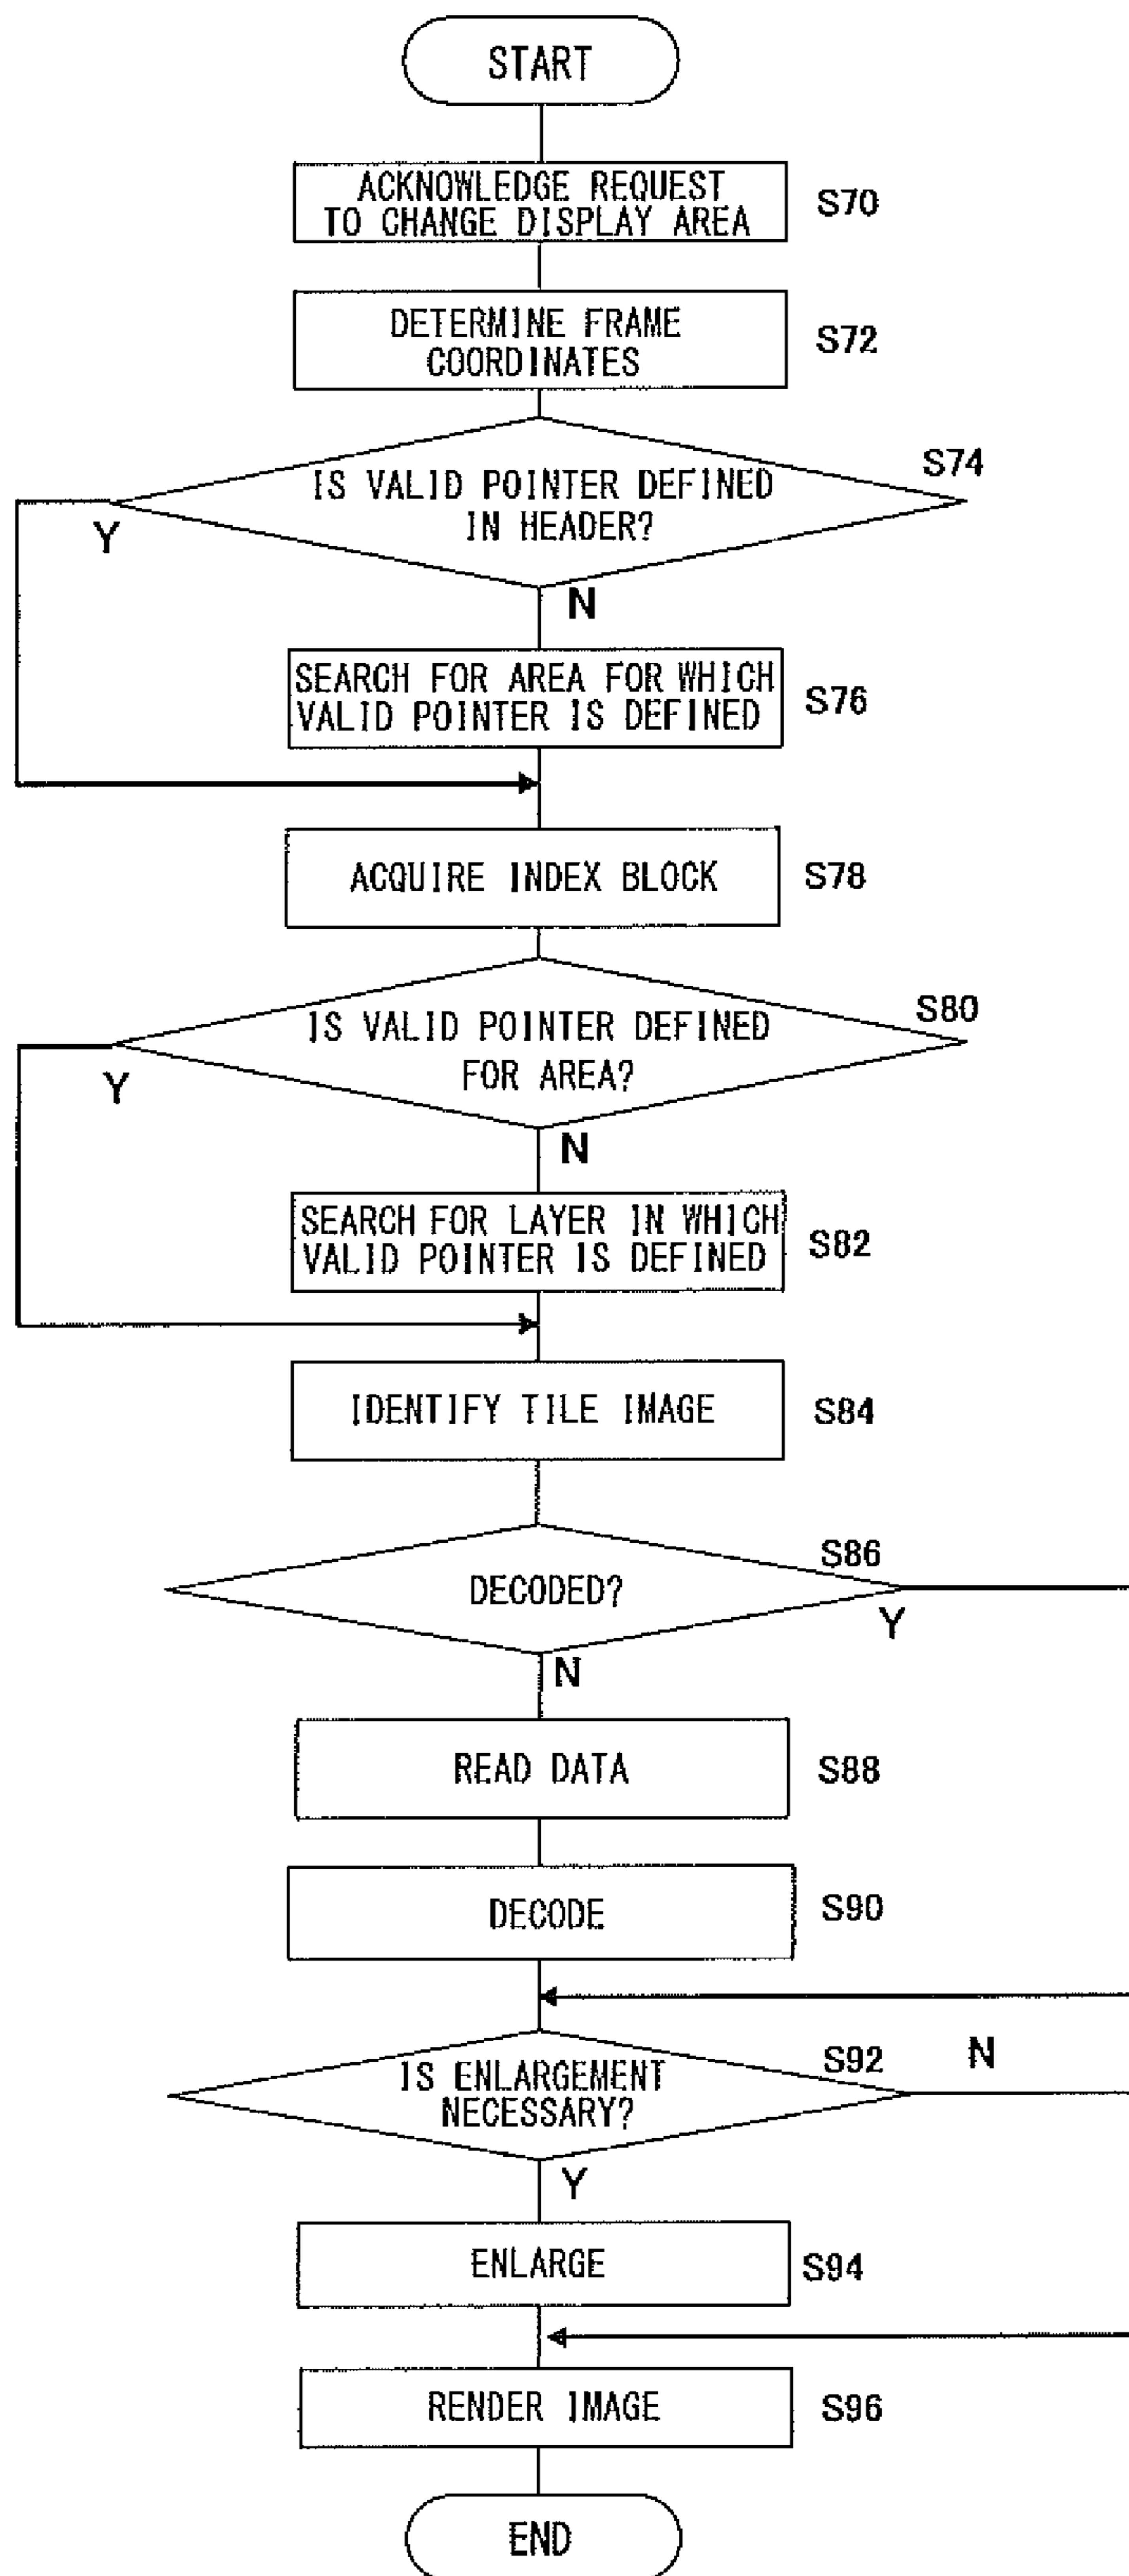 START
ACKNOWLEDGE REQUEST
TO CHANGE DISPLAY AREA
S70
DETERMINE FRAME
COORDINATES
S72
IS VALID POINTER DEFINED
IN HEADER?
S74
Y
N
SEARCH FOR AREA FOR WHICH
VALID POINTER IS DEFINED
S76
ACQUIRE INDEX BLOCK
S78
IS VALID POINTER DEFINED
FOR AREA?
S80
Y
N
SEARCH FOR LAYER IN WHICH
VALID POINTER IS DEFINED
S82
IDENTIFY TILE IMAGE
S84
DECODED?
S86
Y
N
READ DATA
S88
DECODE
S90
IS ENLARGEMENT
NECESSARY?
S92
N
Y
ENLARGE
S94
RENDER IMAGE
S96
END